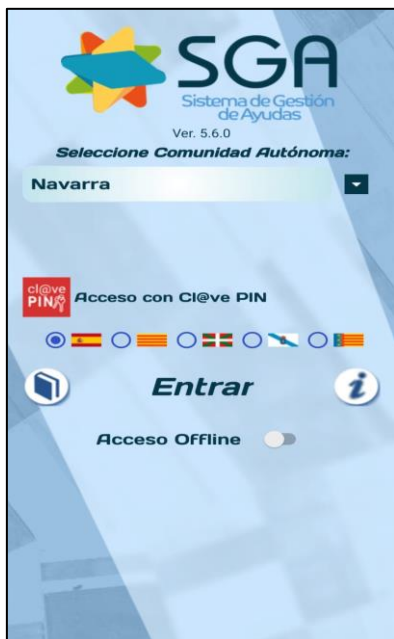 SGA
Sistema de Gestión
de Ayudas
Ver. 5.6.0
Seleccione Comunidad Autónoma:
Navarra
cl@ve
PIN
Acceso con Cl@ve PIN
Entrar
i
Acceso Offline